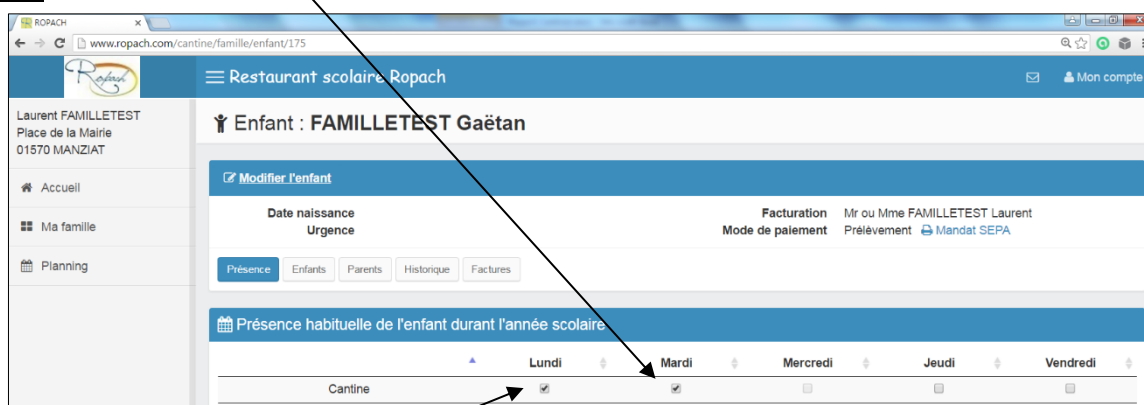 ROPACH
www.ropach.com/cantine/famille/enfant/175
Ropach
Restaurant scolaire Ropach
Mon compte
Laurent FAMILLETEST
Place de la Mairie
01570 MANZIAT
Accueil
Ma famille
Planning
Enfant : FAMILLETEST Gaëtan
Modifier l'enfant
Date naissance
Urgence
Facturation Mr ou Mme FAMILLETEST Laurent
Mode de paiement Prélèvement Mandat SEPA
Présence Enfants Parents Historique Factures
Présence habituelle de l'enfant durant l'année scolaire
Lundi Mardi Mercredi Jeudi Vendredi
Cantine